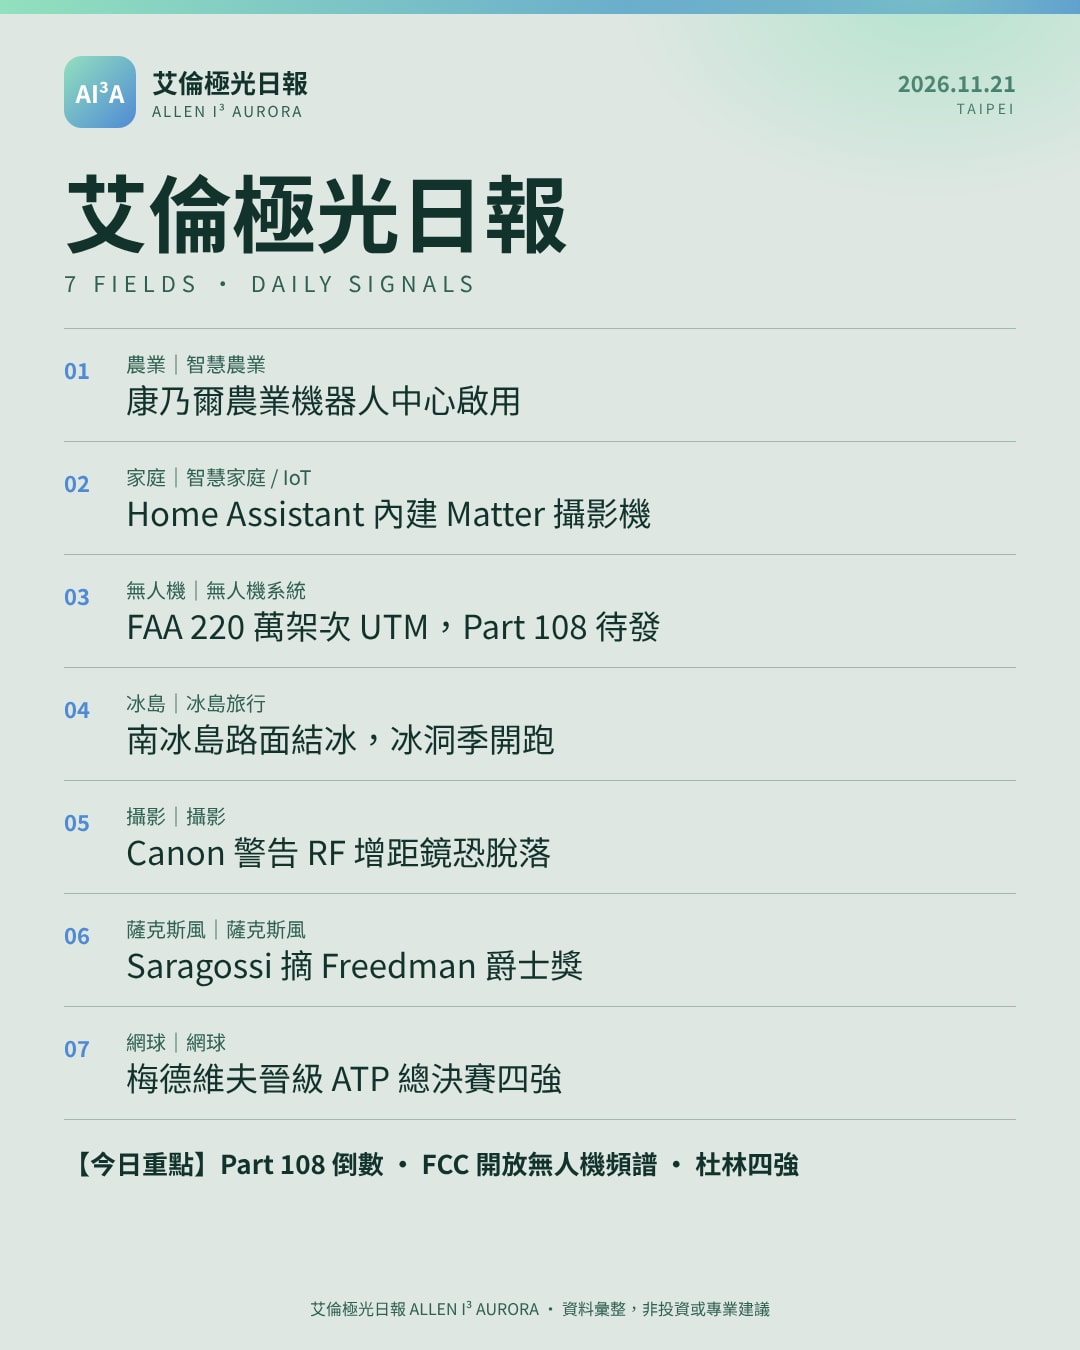 AI³A
艾倫極光日報
ALLEN I³ AURORA
2026.11.21
TAIPEI
艾倫極光日報
7 FIELDS · DAILY SIGNALS
01
農業｜智慧農業
康乃爾農業機器人中心啟用
02
家庭｜智慧家庭 / IoT
Home Assistant 內建 Matter 攝影機
03
無人機｜無人機系統
FAA 220 萬架次 UTM，Part 108 待發
04
冰島｜冰島旅行
南冰島路面結冰，冰洞季開跑
05
攝影｜攝影
Canon 警告 RF 增距鏡恐脫落
06
薩克斯風｜薩克斯風
Saragossi 摘 Freedman 爵士獎
07
網球｜網球
梅德維夫晉級 ATP 總決賽四強
【今日重點】Part 108 倒數 · FCC 開放無人機頻譜 · 杜林四強
艾倫極光日報 ALLEN I³ AURORA · 資料彙整，非投資或專業建議